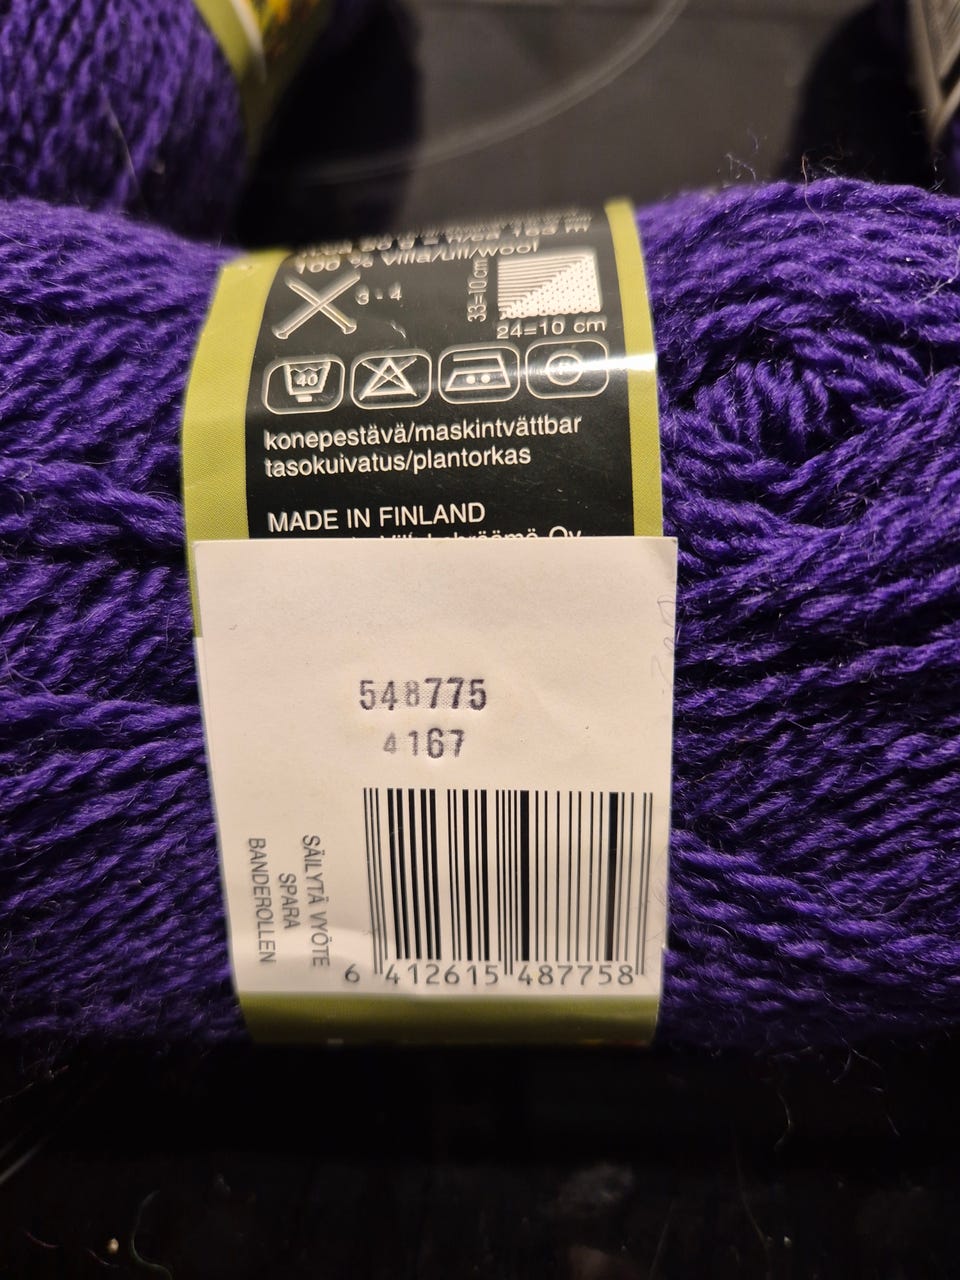 100 % villa/ull/wool
3 - 4
33=10 cm
24=10 cm
40
P
konepestävä/maskintvättbar
tasokuivatus/plantorkas
MADE IN FINLAND
548775
4167
SÄILYTÄ VYÖTE
SPARA
BANDEROLLEN
6 412615 487758